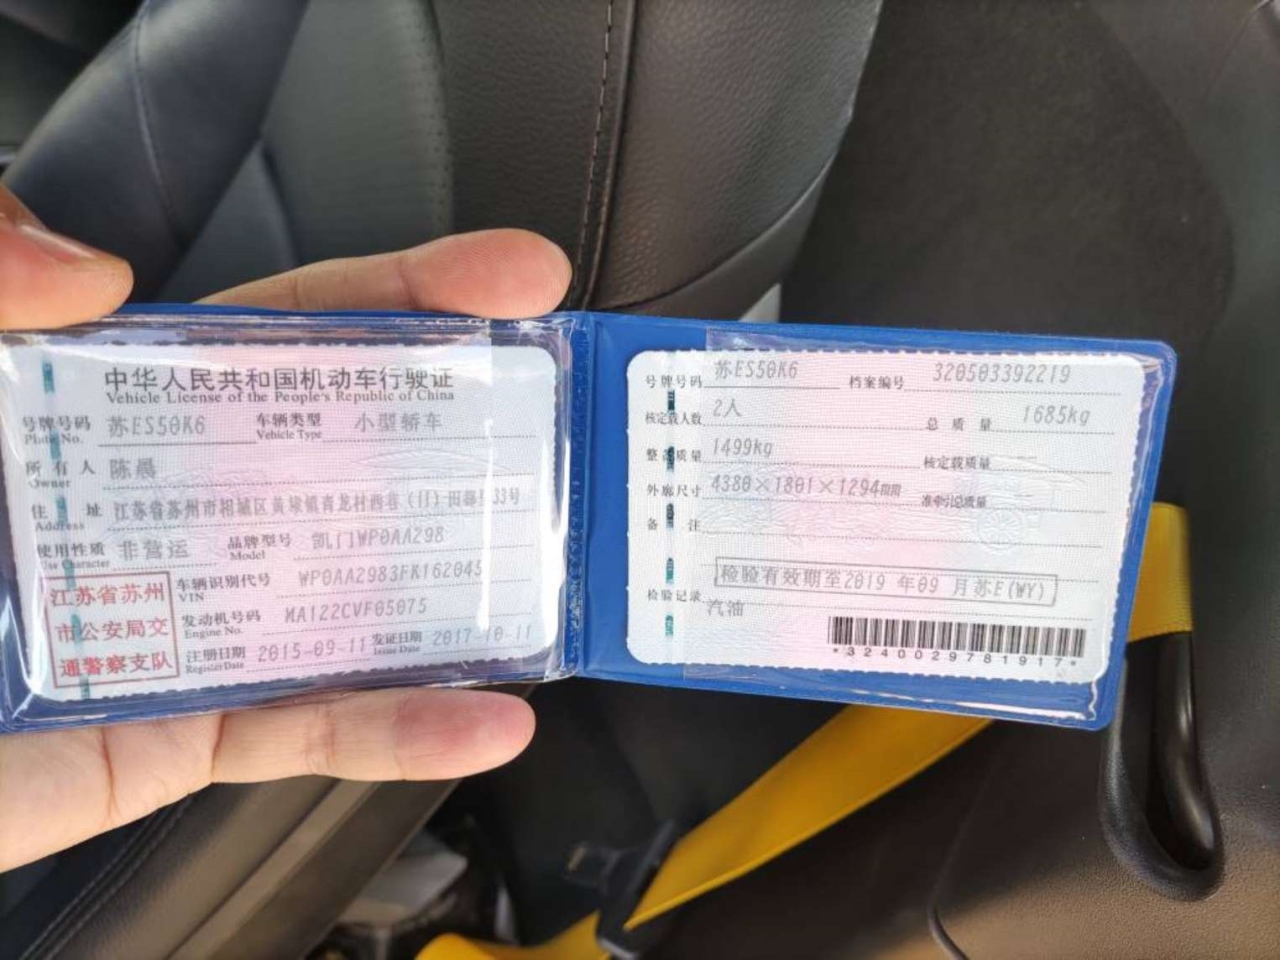 中华人民共和国机动车行驶证
Vehicle License of the People's Republic of China
号牌号码 苏ES50K6 车辆类型 小型轿车
Plate No. Vehicle Type
所有人 陈晨
Owner
住址 江苏省苏州市相城区黄埭镇青龙村西巷(门)田 33号
Address
使用性质 非营运 品牌型号 凯门WP0AA298
Use Character Model
车辆识别代号 WP0AA2983FK162045
VIN
发动机号码 MA122CVF05075
Engine No.
注册日期 2015-09-11 发证日期 2017-10-11
Register Date Issue Date
江苏省苏州
市公安局交
通警察支队
号牌号码 苏ES50K6 档案编号 320503392219
核定载人数 2人 总质量 1685kg
整备质量 1499kg 核定载质量 --
外廓尺寸 4380×1801×1294mm 准牵引总质量
备注
检验有效期至2019年09月苏E(WY)
检验记录
汽油
*3240029781917*